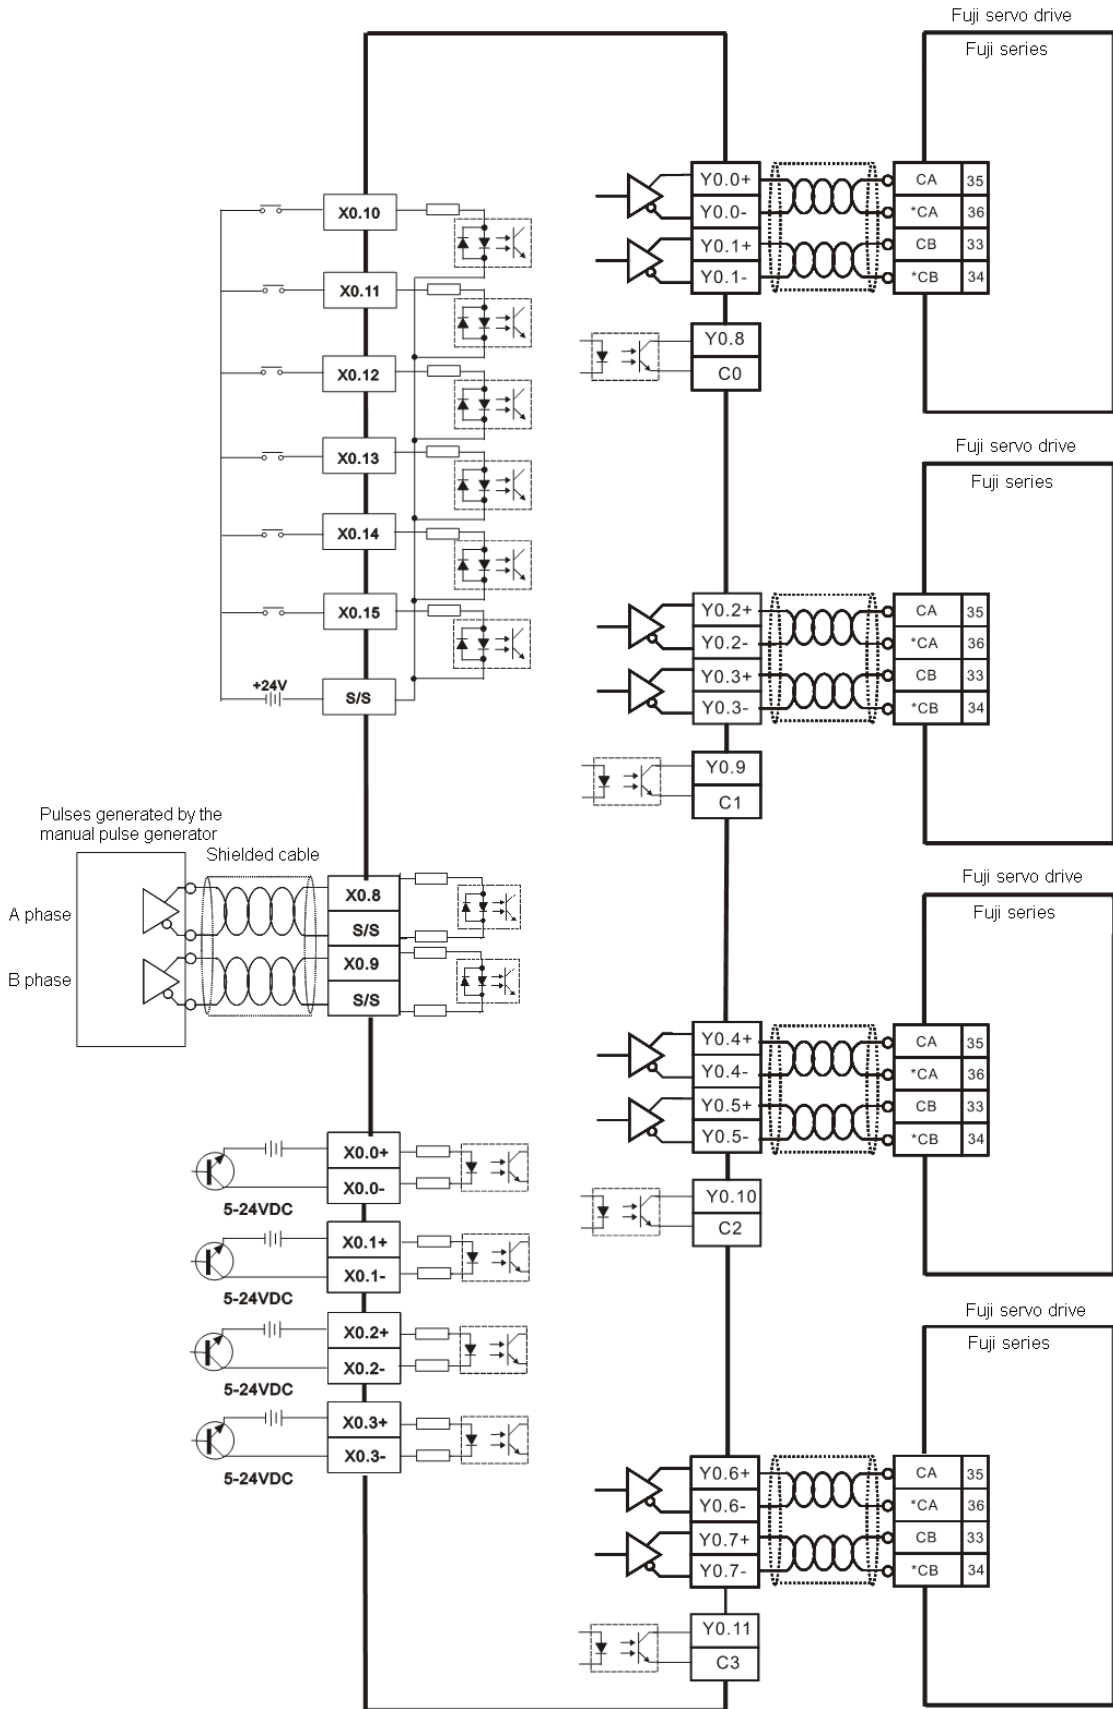 Fuji servo drive
Fuji series
Y0.0+
CA 35
Y0.0-
*CA 36
Y0.1+
CB 33
Y0.1-
*CB 34
Y0.8
C0
X0.10
X0.11
X0.12
X0.13
X0.14
X0.15
+24V
S/S
Fuji servo drive
Fuji series
Y0.2+
CA 35
Y0.2-
*CA 36
Y0.3+
CB 33
Y0.3-
*CB 34
Y0.9
C1
Pulses generated by the
manual pulse generator
Shielded cable
A phase
B phase
X0.8
S/S
X0.9
S/S
Fuji servo drive
Fuji series
Y0.4+
CA 35
Y0.4-
*CA 36
Y0.5+
CB 33
Y0.5-
*CB 34
Y0.10
C2
X0.0+
X0.0-
5-24VDC
X0.1+
X0.1-
5-24VDC
X0.2+
X0.2-
5-24VDC
X0.3+
X0.3-
5-24VDC
Fuji servo drive
Fuji series
Y0.6+
CA 35
Y0.6-
*CA 36
Y0.7+
CB 33
Y0.7-
*CB 34
Y0.11
C3